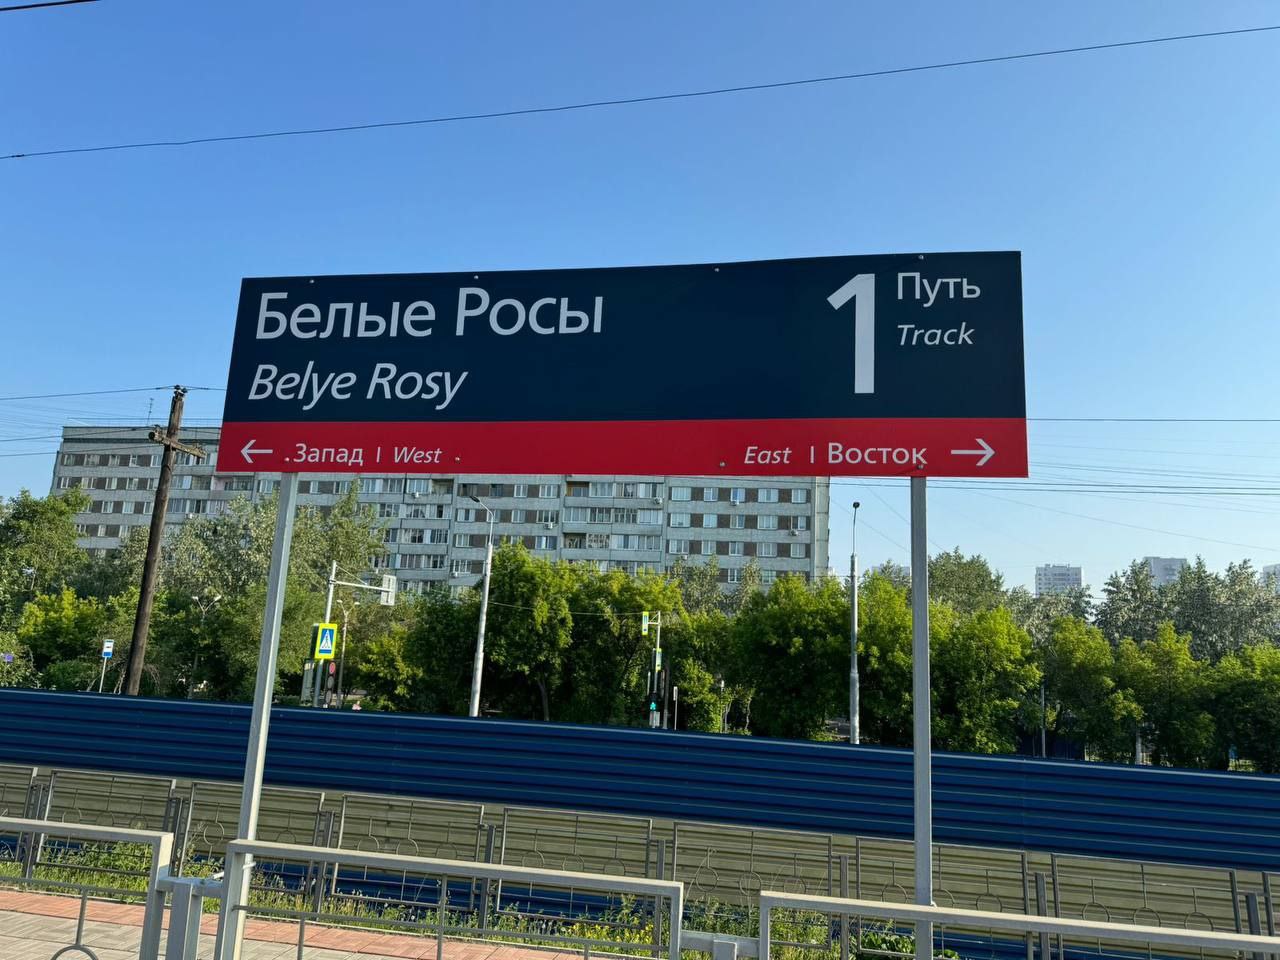 Белые Росы
Belye Rosy
1 Путь
Track
← Запад | West
East | Восток →